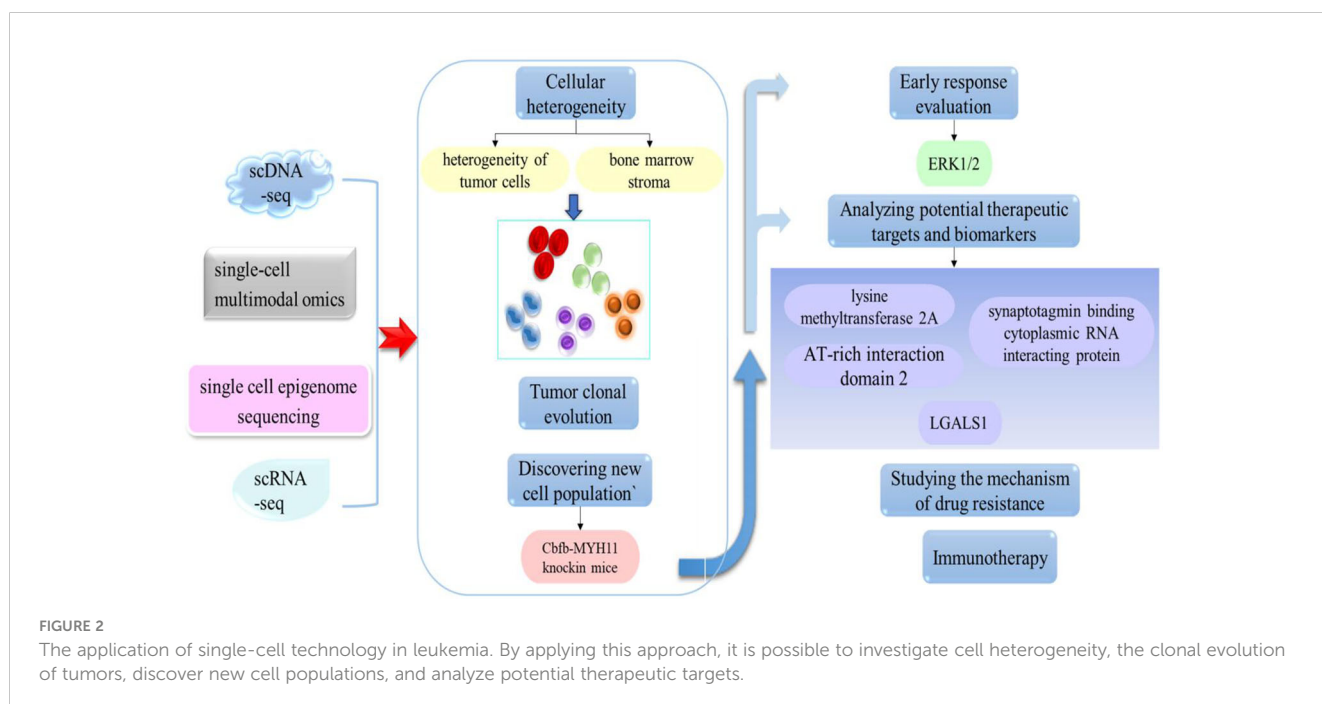 scDNA
-seq
single-cell
multimodal omics
single cell epigenome
sequencing
scRNA
-seq
Cellular
heterogeneity
heterogeneity of
tumor cells
bone marrow
stroma
Tumor clonal
evolution
Discovering new
cell population`
Cbfb-MYH11
knockin mice
Early response
evaluation
ERK1/2
Analyzing potential therapeutic
targets and biomarkers
lysine
methyltransferase 2A
synaptotagmin binding
cytoplasmic RNA
interacting protein
AT-rich interaction
domain 2
LGALS1
Studying the mechanism
of drug resistance
Immunotherapy
FIGURE 2
The application of single-cell technology in leukemia. By applying this approach, it is possible to investigate cell heterogeneity, the clonal evolution
of tumors, discover new cell populations, and analyze potential therapeutic targets.